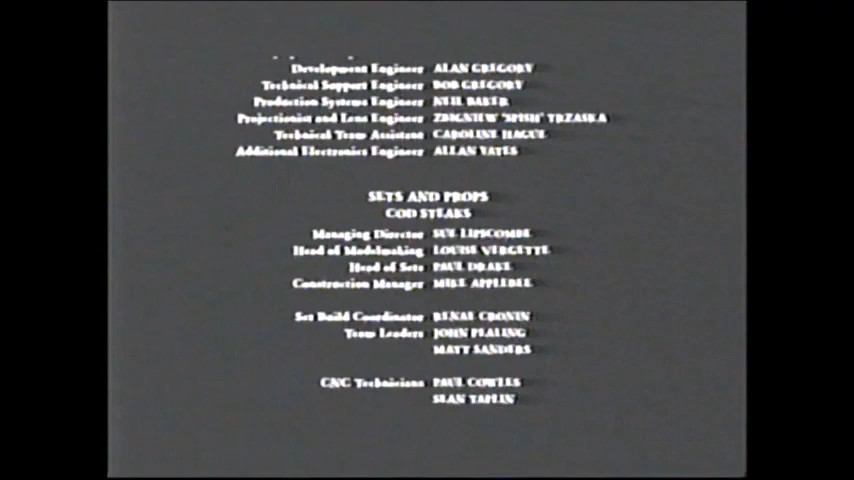 Development Engineer ALAN GREGORY
Technical Support Engineer BOB GREGORY
Production Systems Engineer NEIL BAKER
Projectionist and Lens Engineer ZBIGNIEW 'SPISH' TRZASKA
Technical Team Assistant CAROLINE HAGUE
Additional Electronics Engineer ALLAN YATES
SETS AND PROPS
COD STEAKS
Managing Director SUE LIPSCOMBE
Head of Modelmaking LOUISE VERGETTE
Head of Sets PAUL DRAKE
Construction Manager MIKE APPLEBEE
Set Build Coordinator RENAE CRONIN
Team Leaders JOHN PEALING
MATT SANDERS
CNC Technicians PAUL COWLES
SEAN TAPLIN